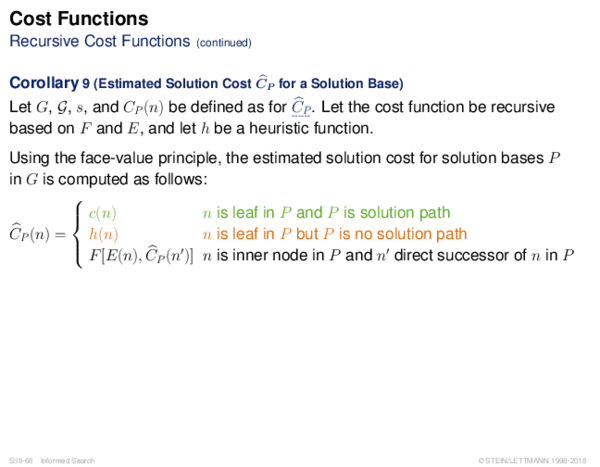 Cost Functions
Recursive Cost Functions (continued)
Corollary 9 (Estimated Solution Cost Ĉ_P for a Solution Base)
Let G, 𝒢, s, and C_P(n) be defined as for Ĉ_P. Let the cost function be recursive
based on F and E, and let h be a heuristic function.
Using the face-value principle, the estimated solution cost for solution bases P
in G is computed as follows:
c(n) n is leaf in P and P is solution path
Ĉ_P(n) = { h(n) n is leaf in P but P is no solution path
F[E(n), Ĉ_P(n′)] n is inner node in P and n′ direct successor of n in P
S:II-68 Informed Search ©STEIN/LETTMANN 1998-2018